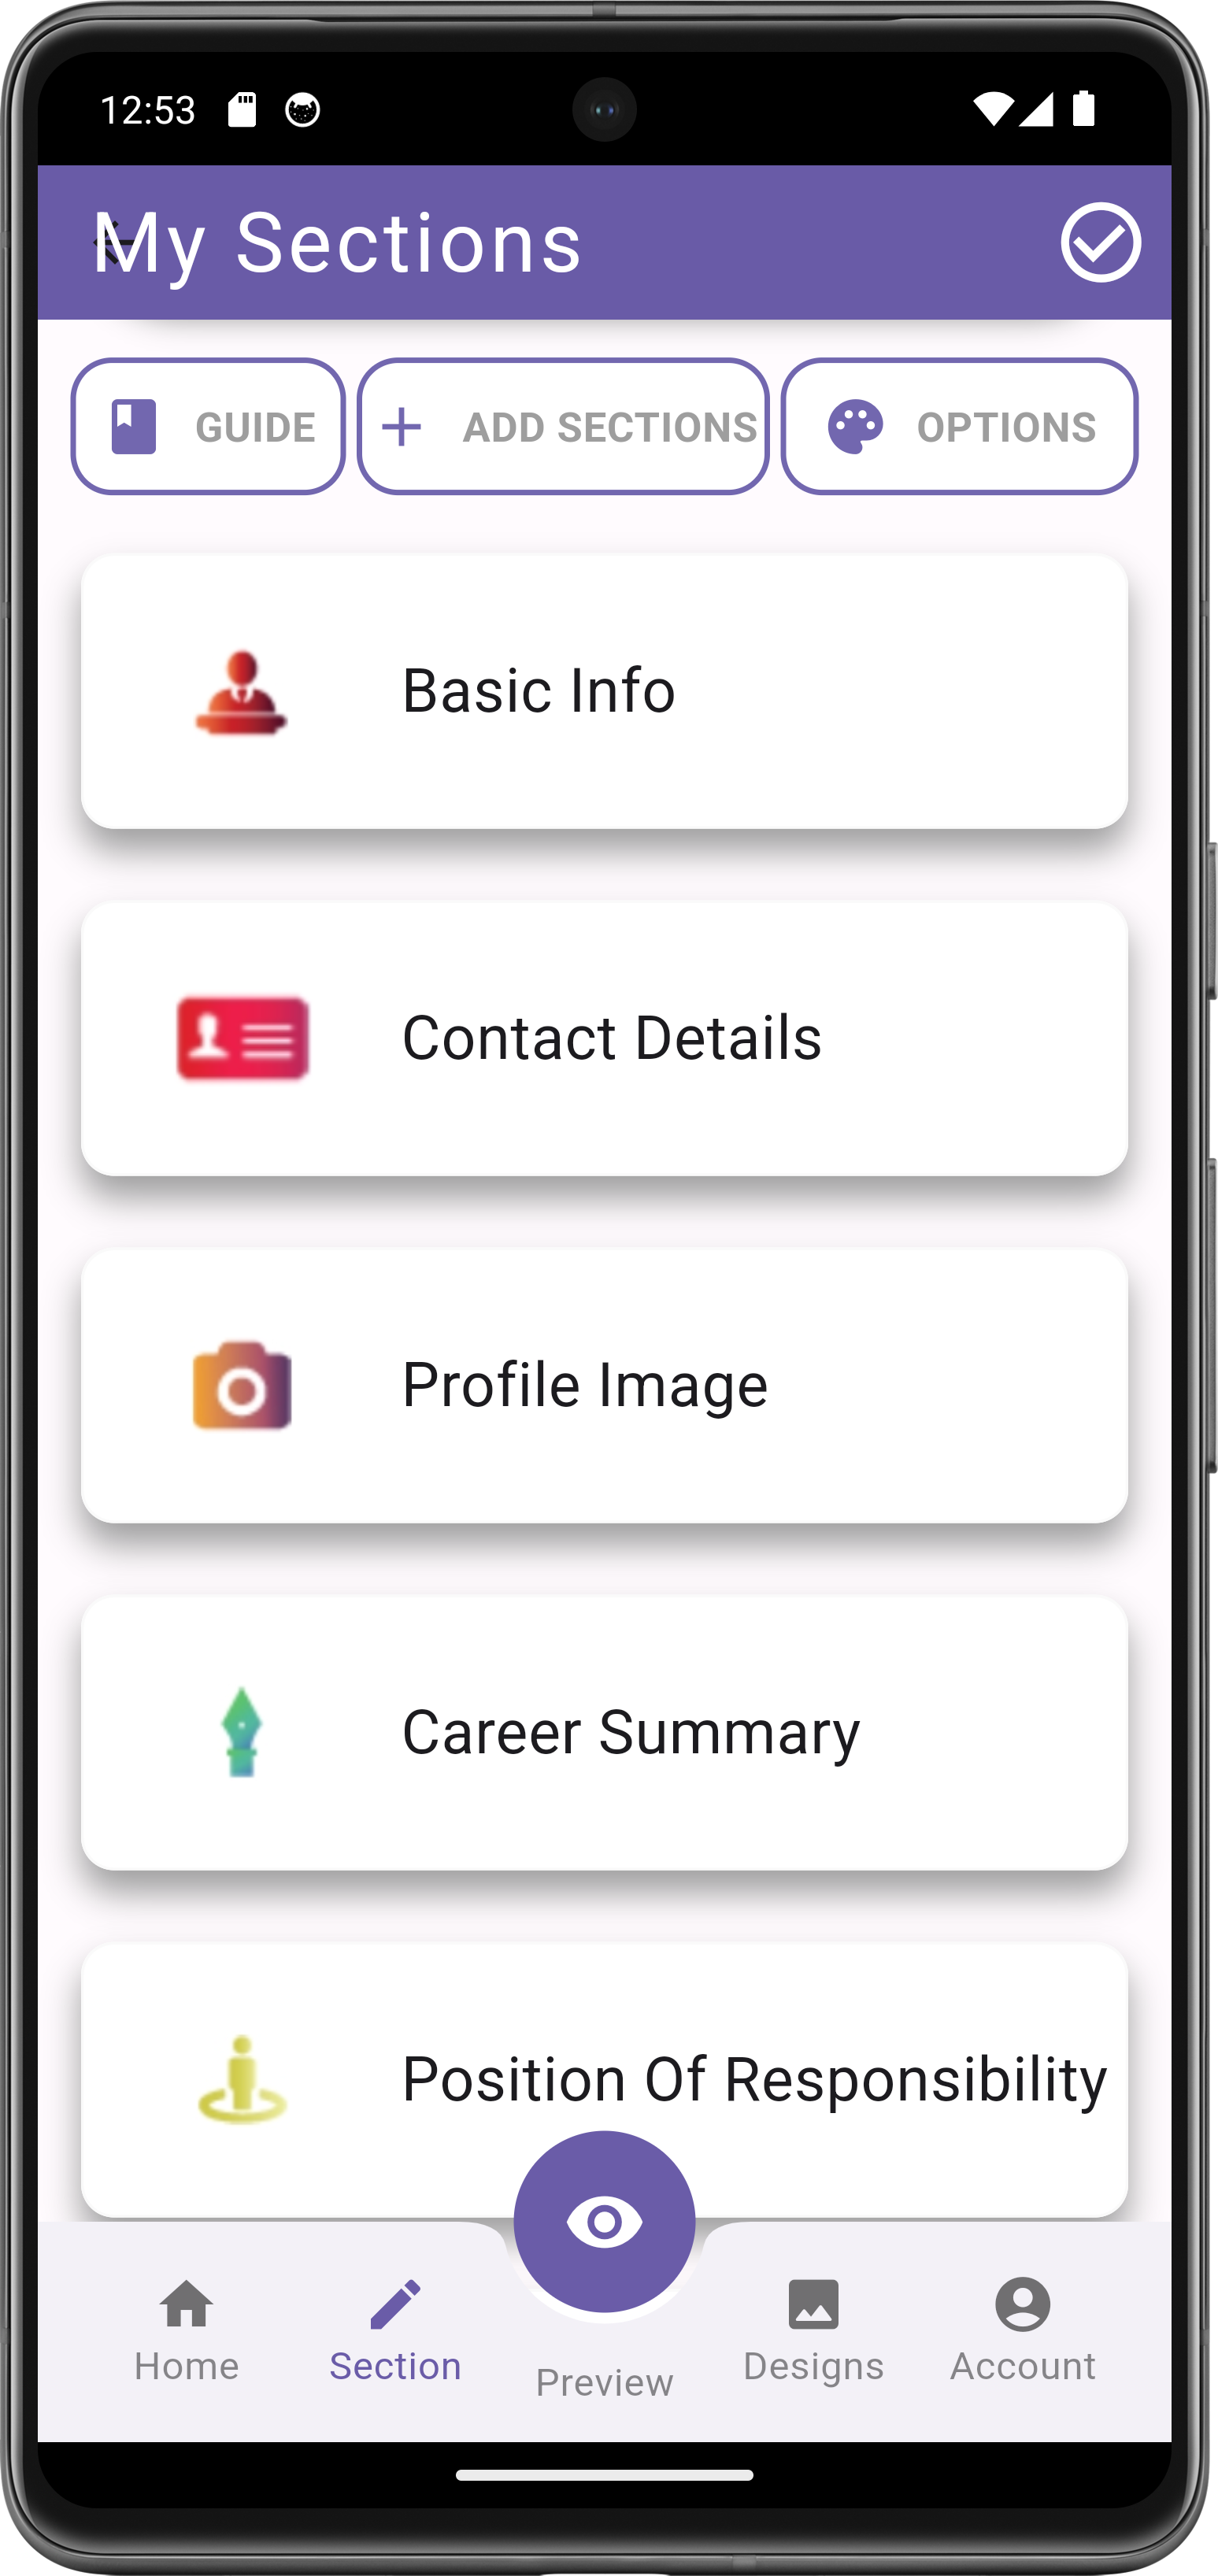 12:53
My Sections
GUIDE
ADD SECTIONS
OPTIONS
Basic Info
Contact Details
Profile Image
Career Summary
Position Of Responsibility
Home
Section
Preview
Designs
Account